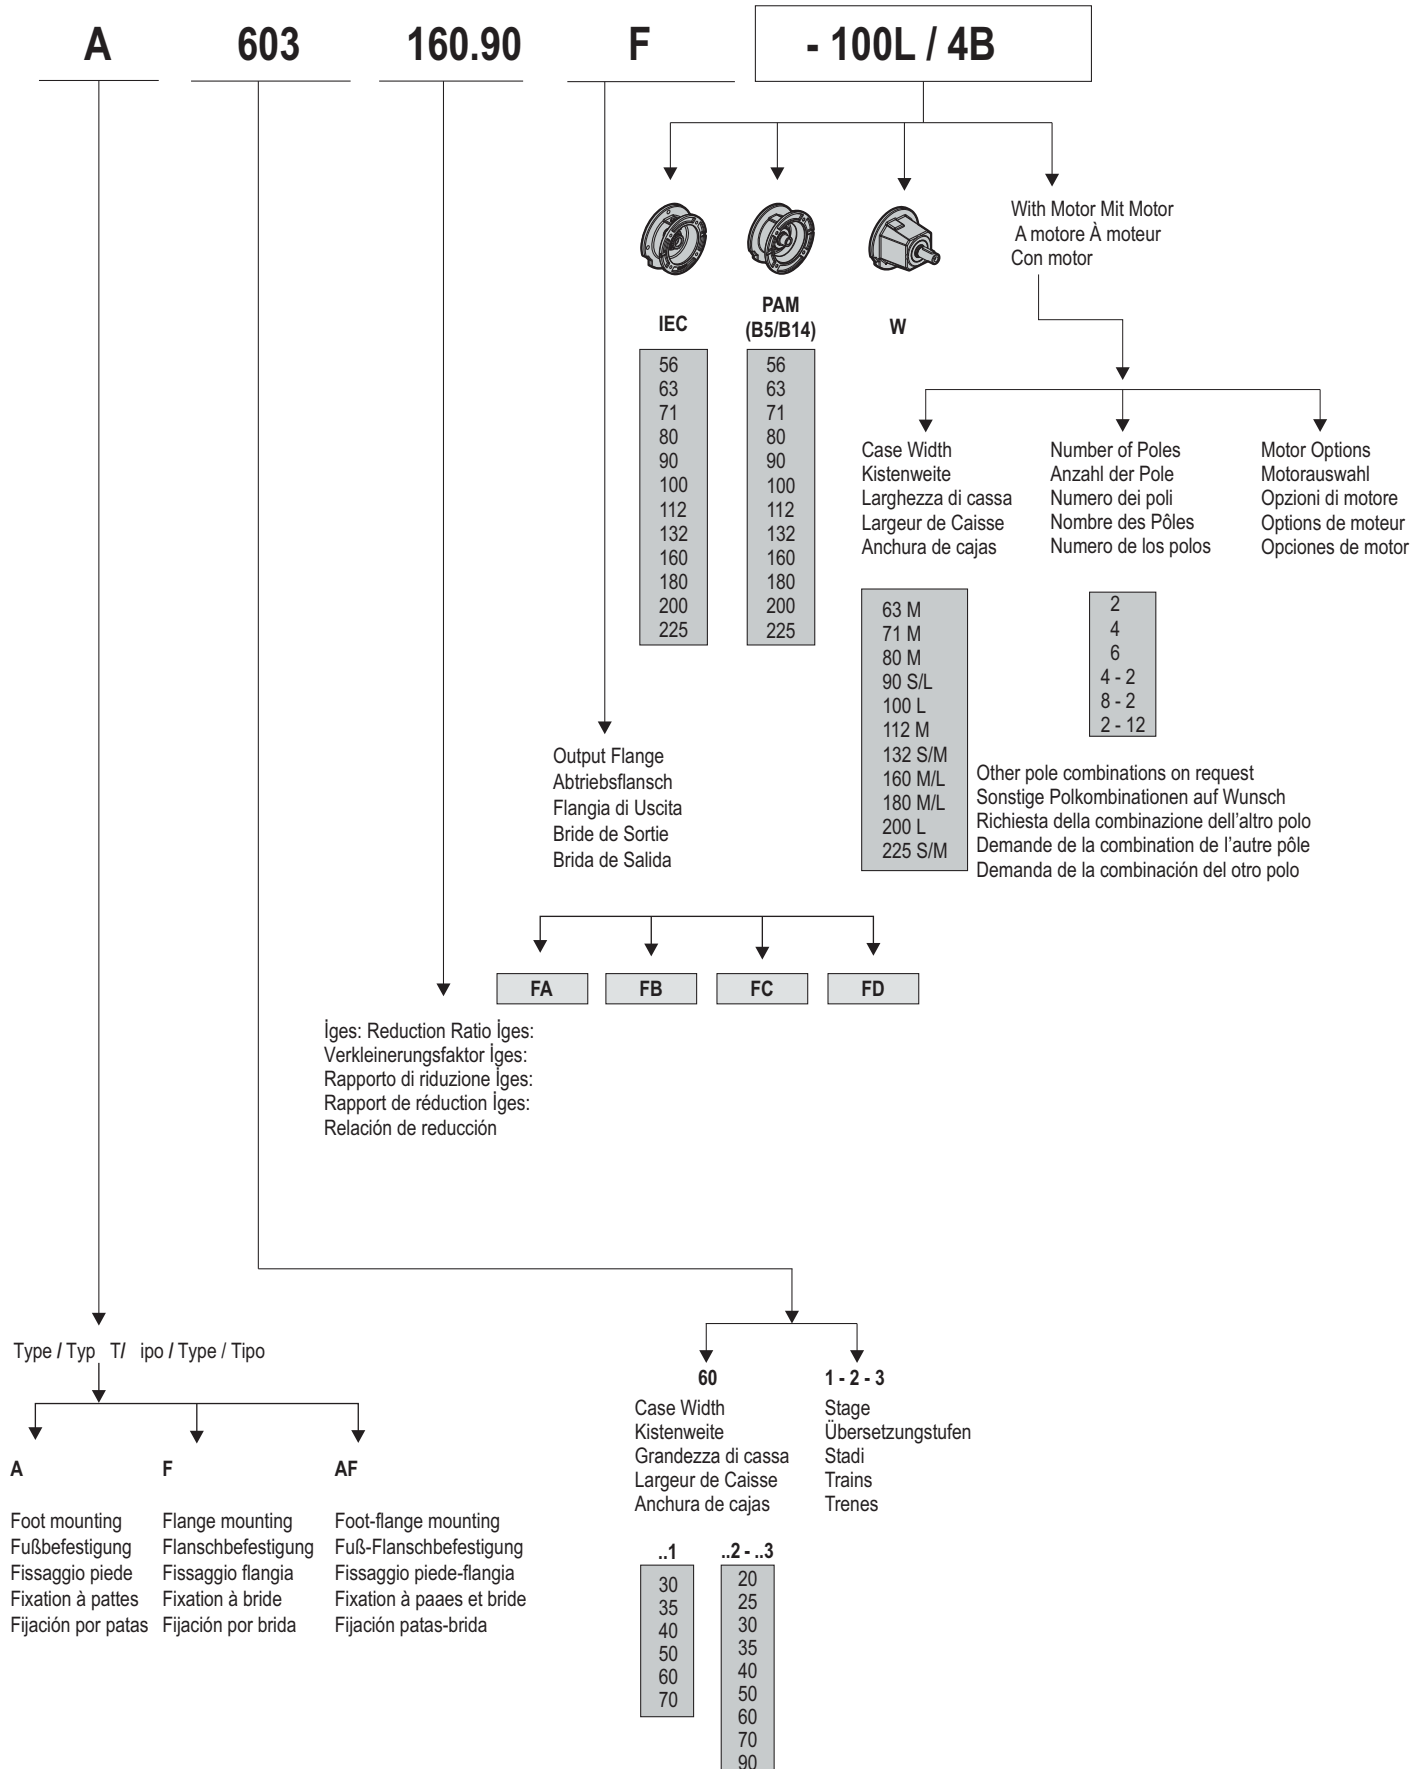 A 603 160.90 F - 100L / 4B
With Motor Mit Motor
A motore À moteur
Con motor
IEC
56
63
71
80
90
100
112
132
160
180
200
225
PAM
(B5/B14)
56
63
71
80
90
100
112
132
160
180
200
225
W
Case Width
Kistenweite
Larghezza di cassa
Largeur de Caisse
Anchura de cajas
63 M
71 M
80 M
90 S/L
100 L
112 M
132 S/M
160 M/L
180 M/L
200 L
225 S/M
Number of Poles
Anzahl der Pole
Numero dei poli
Nombre des Pôles
Numero de los polos
2
4
6
4 - 2
8 - 2
2 - 12
Motor Options
Motorauswahl
Opzioni di motore
Options de moteur
Opciones de motor
Other pole combinations on request
Sonstige Polkombinationen auf Wunsch
Richiesta della combinazione dell'altro polo
Demande de la combination de l'autre pôle
Demanda de la combinación del otro polo
Output Flange
Abtriebsflansch
Flangia di Uscita
Bride de Sortie
Brida de Salida
FA FB FC FD
İges: Reduction Ratio İges:
Verkleinerungsfaktor İges:
Rapporto di riduzione İges:
Rapport de réduction İges:
Relación de reducción
Type / Typ T/ ipo / Type / Tipo
A
Foot mounting
Fußbefestigung
Fissaggio piede
Fixation à pattes
Fijación por patas
F
Flange mounting
Flanschbefestigung
Fissaggio flangia
Fixation à bride
Fijación por brida
AF
Foot-flange mounting
Fuß-Flanschbefestigung
Fissaggio piede-flangia
Fixation à paaes et bride
Fijación patas-brida
60
Case Width
Kistenweite
Grandezza di cassa
Largeur de Caisse
Anchura de cajas
1 - 2 - 3
Stage
Übersetzungstufen
Stadi
Trains
Trenes
..1
30
35
40
50
60
70
..2 - ..3
20
25
30
35
40
50
60
70
90